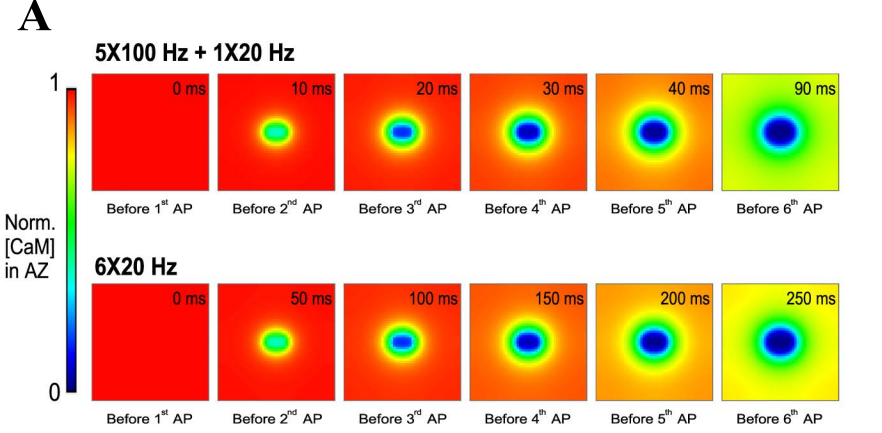 A
5X100 Hz + 1X20 Hz
1
0 ms
10 ms
20 ms
30 ms
40 ms
90 ms
Before 1st AP
Before 2nd AP
Before 3rd AP
Before 4th AP
Before 5th AP
Before 6th AP
Norm.
[CaM]
in AZ
6X20 Hz
0 ms
50 ms
100 ms
150 ms
200 ms
250 ms
0
Before 1st AP
Before 2nd AP
Before 3rd AP
Before 4th AP
Before 5th AP
Before 6th AP